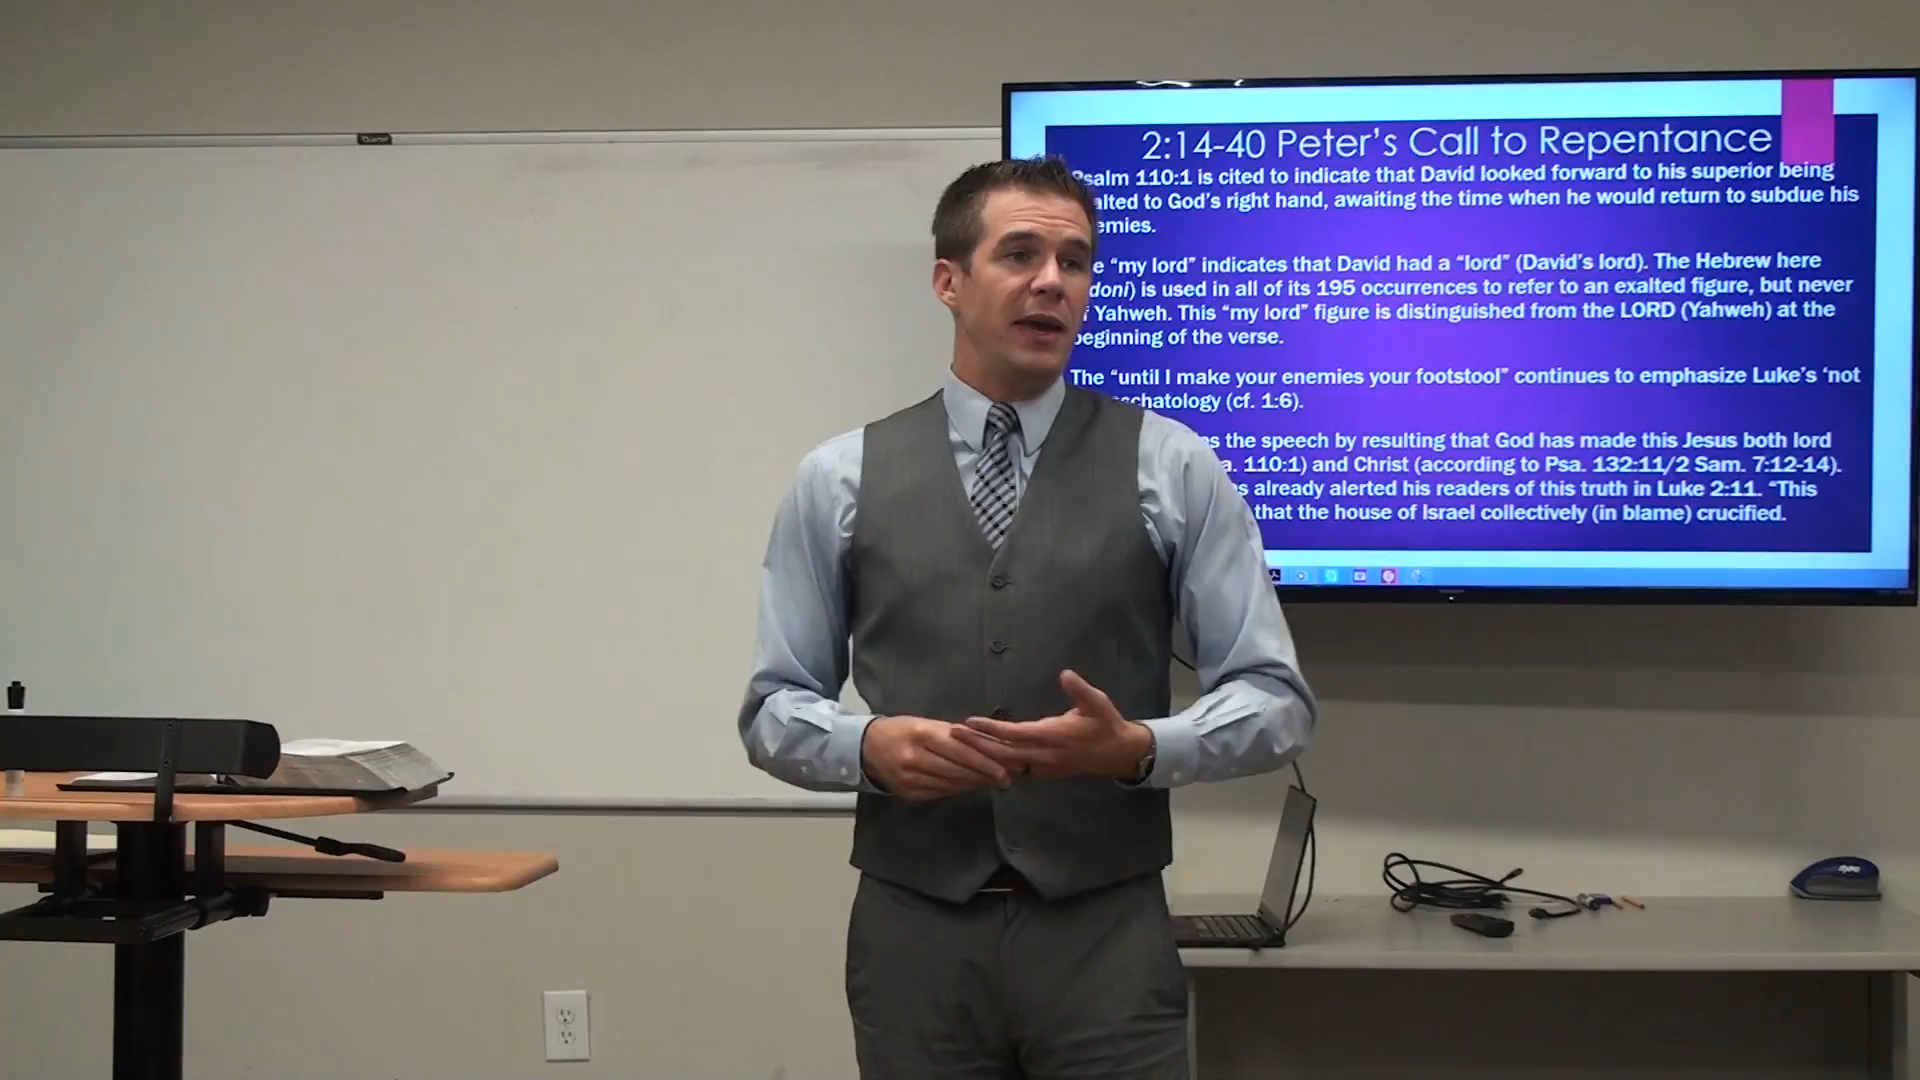 2:14-40 Peter's Call to Repentance
Psalm 110:1 is cited to indicate that David looked forward to his superior being
alted to God's right hand, awaiting the time when he would return to subdue his
emies.
e “my lord” indicates that David had a “lord” (David's lord). The Hebrew here
doni) is used in all of its 195 occurrences to refer to an exalted figure, but never
f Yahweh. This “my lord” figure is distinguished from the LORD (Yahweh) at the
beginning of the verse.
The “until I make your enemies your footstool” continues to emphasize Luke's ‘not
schatology (cf. 1:6).
s the speech by resulting that God has made this Jesus both lord
a. 110:1) and Christ (according to Psa. 132:11/2 Sam. 7:12-14).
s already alerted his readers of this truth in Luke 2:11. “This
that the house of Israel collectively (in blame) crucified.